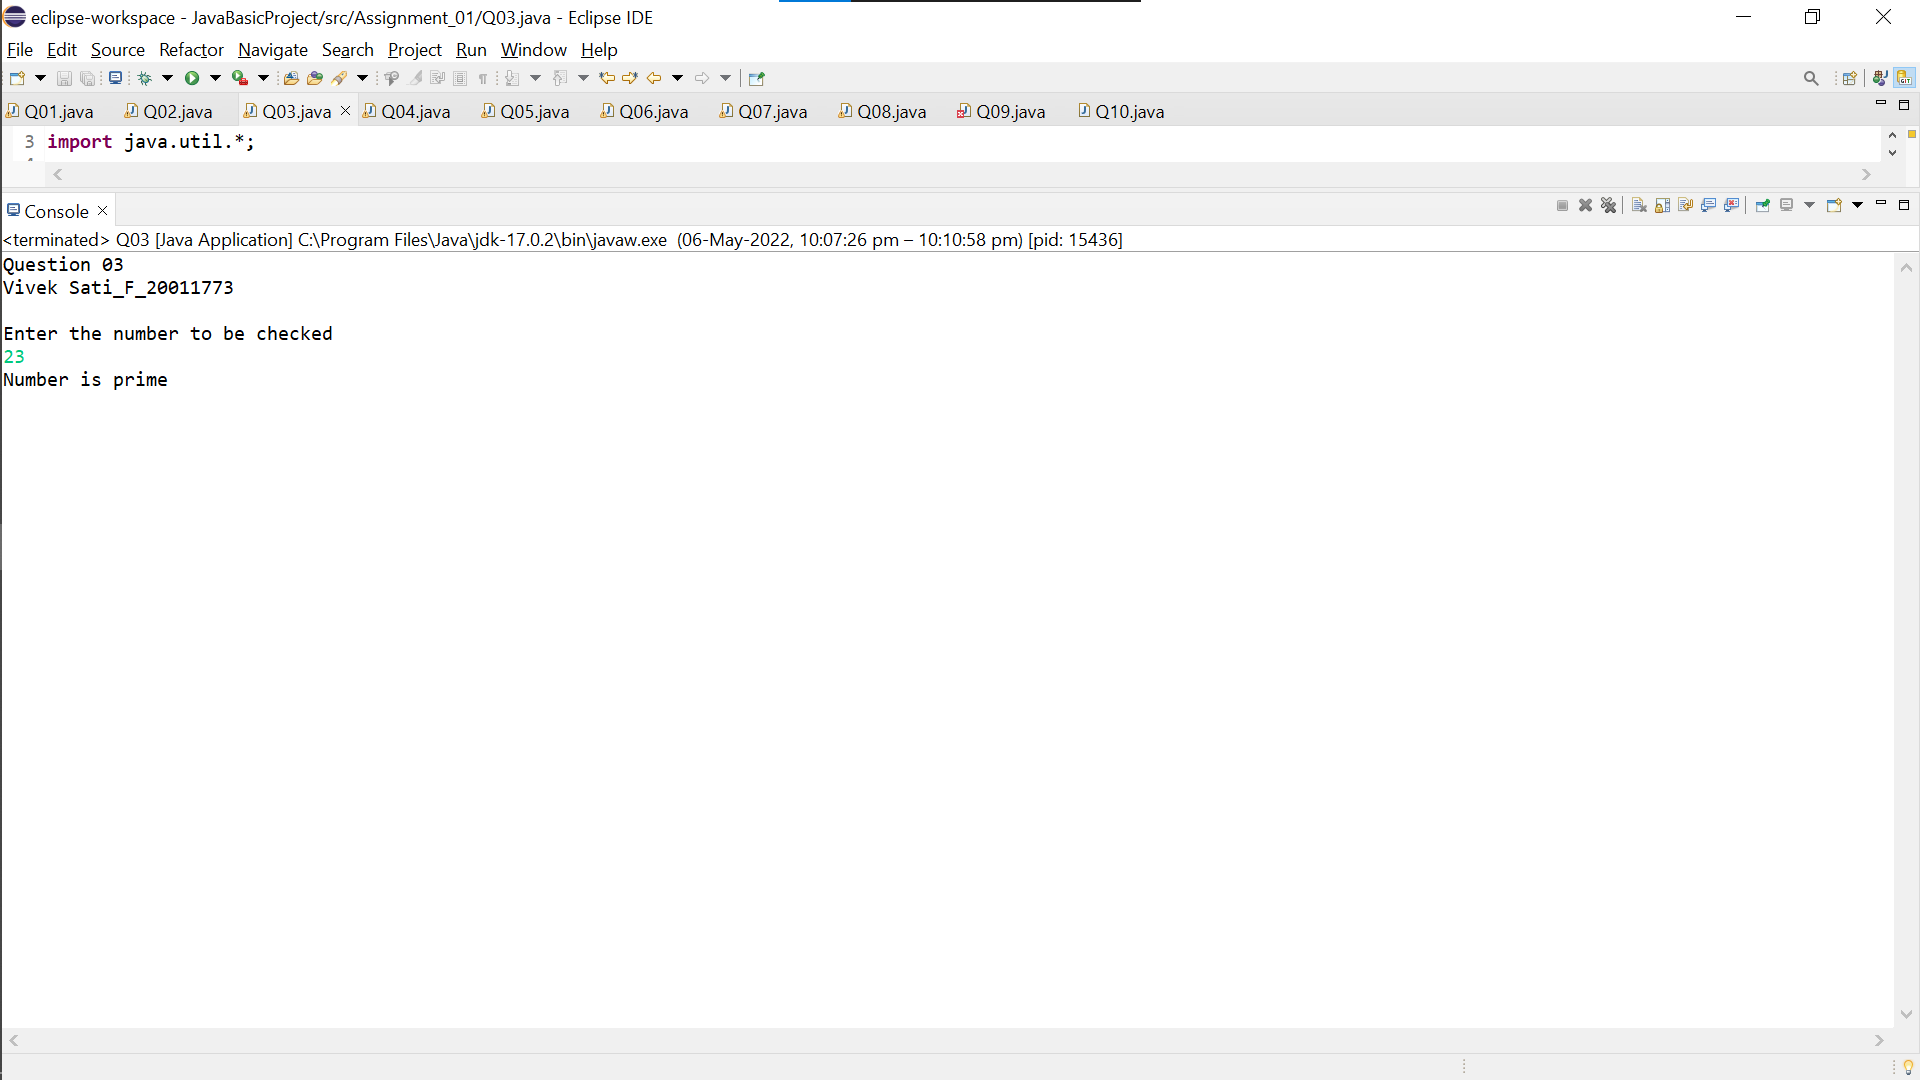 eclipse-workspace - JavaBasicProject/src/Assignment_01/Q03.java - Eclipse IDE
File Edit Source Refactor Navigate Search Project Run Window Help
Q01.java Q02.java Q03.java Q04.java Q05.java Q06.java Q07.java Q08.java Q09.java Q10.java
3 import java.util.*;
Console
<terminated> Q03 [Java Application] C:\Program Files\Java\jdk-17.0.2\bin\javaw.exe (06-May-2022, 10:07:26 pm – 10:10:58 pm) [pid: 15436]
Question 03
Vivek Sati_F_20011773
Enter the number to be checked
23
Number is prime